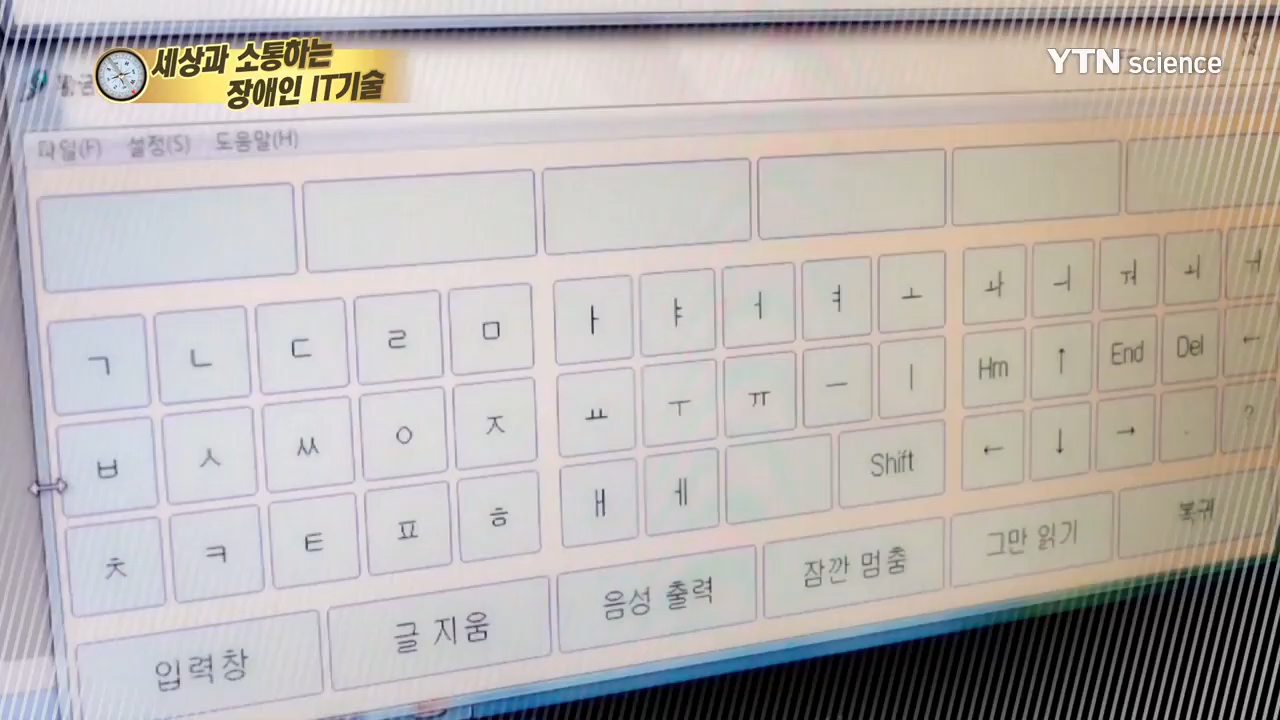 세상과 소통하는
장애인 IT기술
YTN science
파일(F) 설정(S) 도움말(H)
ㄱ ㄴ ㄷ ㄹ ㅁ ㅏ ㅑ ㅓ ㅕ ㅗ ㅘ ㅢ ㅝ ㅚ ㅟ
ㅂ ㅅ ㅆ ㅇ ㅈ ㅛ ㅜ ㅠ ㅡ ㅣ Hm ↑ End Del ←
ㅊ ㅋ ㅌ ㅍ ㅎ ㅐ ㅔ Shift ← ↓ → . ?
입력창 글 지움 음성 출력 잠깐 멈춤 그만 읽기 복귀